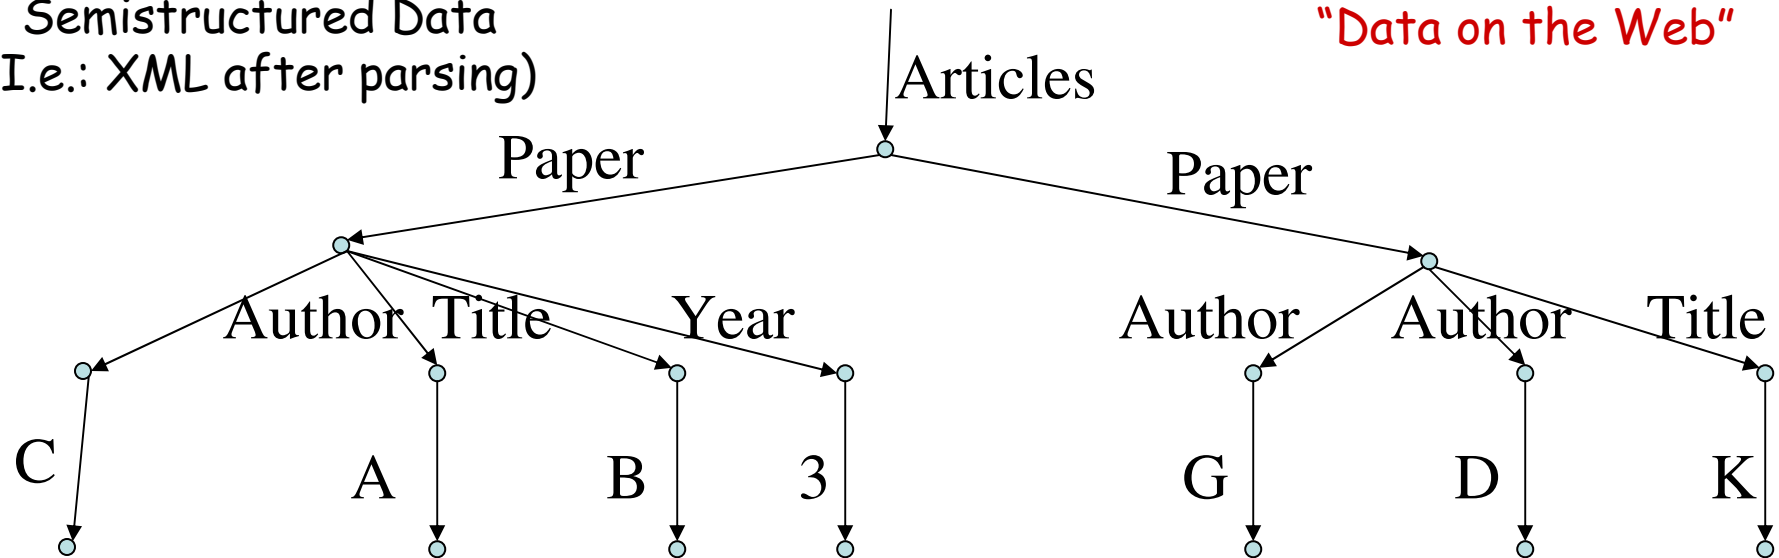 Semistructured Data
I.e.: XML after parsing)
"Data on the Web"
Articles
Paper
Paper
Author
Title
Year
Author
Author
Title
C
A
B
3
G
D
K